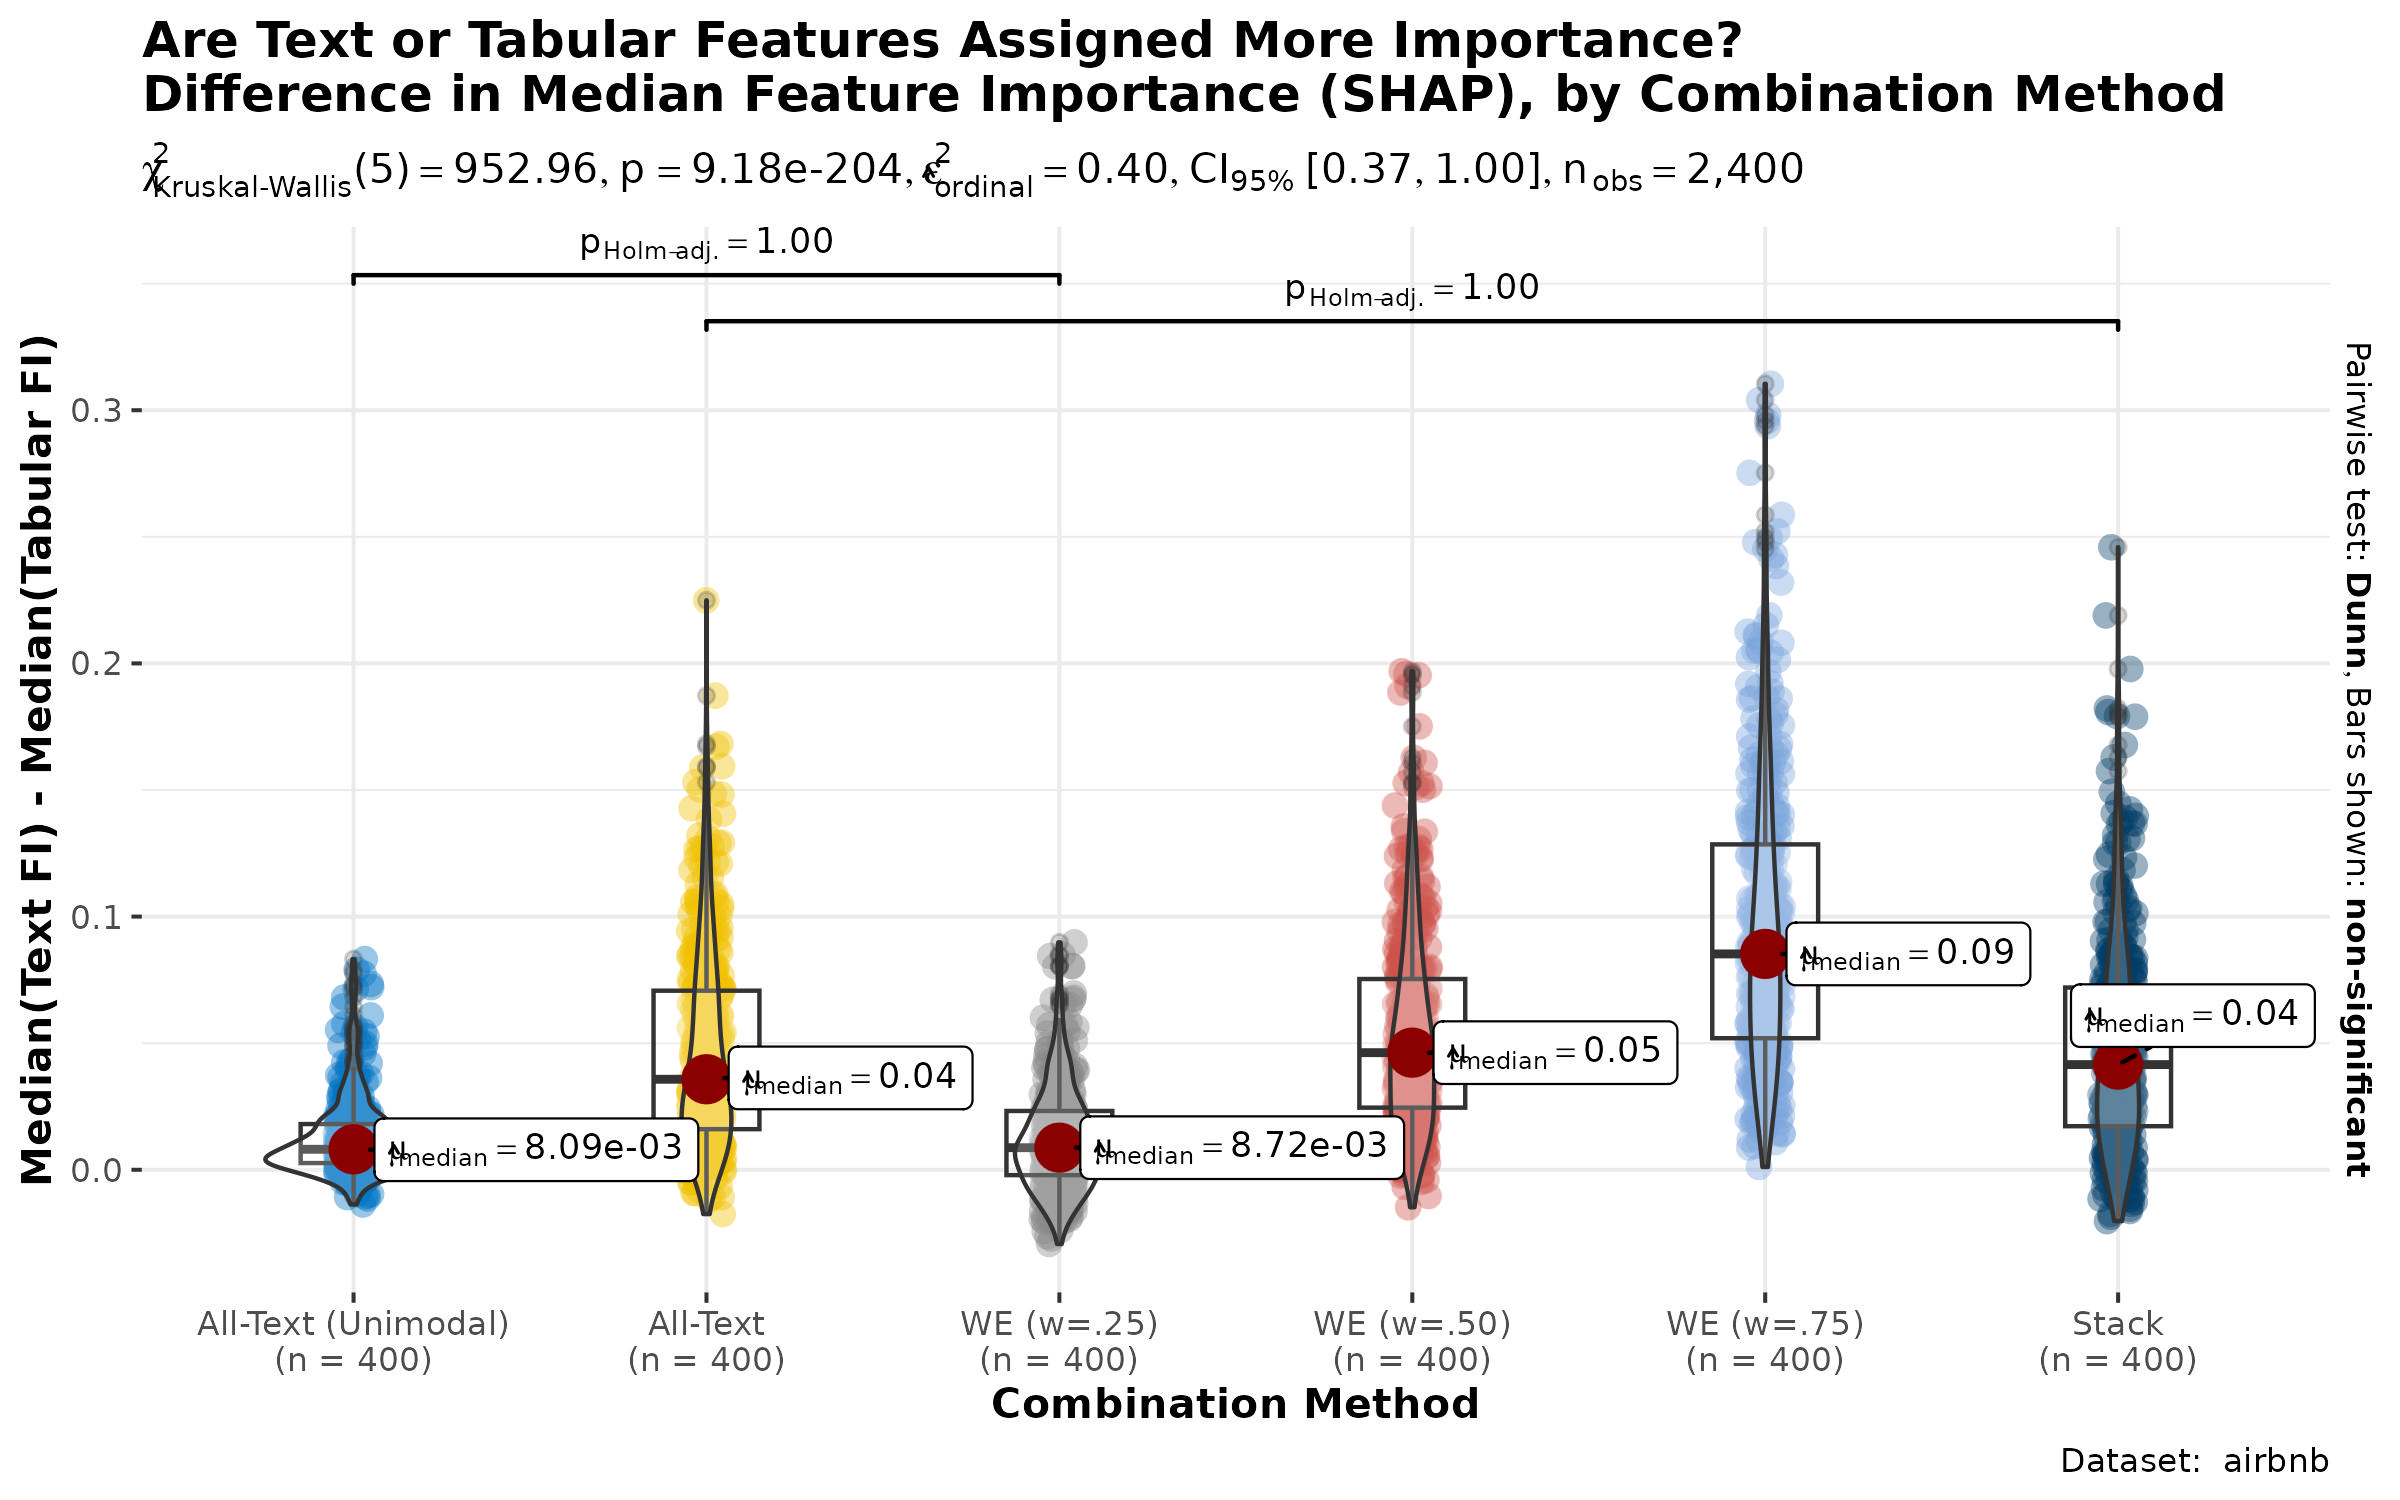 Are Text or Tabular Features Assigned More Importance?
Difference in Median Feature Importance (SHAP), by Combination Method
χ²Kruskal-Wallis(5) = 952.96, p = 9.18e-204, ε̂²ordinal = 0.40, CI95% [0.37, 1.00], nobs = 2,400
pHolm-adj. = 1.00
pHolm-adj. = 1.00
Median(Text FI) - Median(Tabular FI)
0.3
0.2
0.1
0.0
μ̂median = 8.09e-03
μ̂median = 0.04
μ̂median = 8.72e-03
μ̂median = 0.05
μ̂median = 0.09
μ̂median = 0.04
Pairwise test: Dunn, Bars shown: non-significant
All-Text (Unimodal)
(n = 400)
All-Text
(n = 400)
WE (w=.25)
(n = 400)
WE (w=.50)
(n = 400)
WE (w=.75)
(n = 400)
Stack
(n = 400)
Combination Method
Dataset:  airbnb